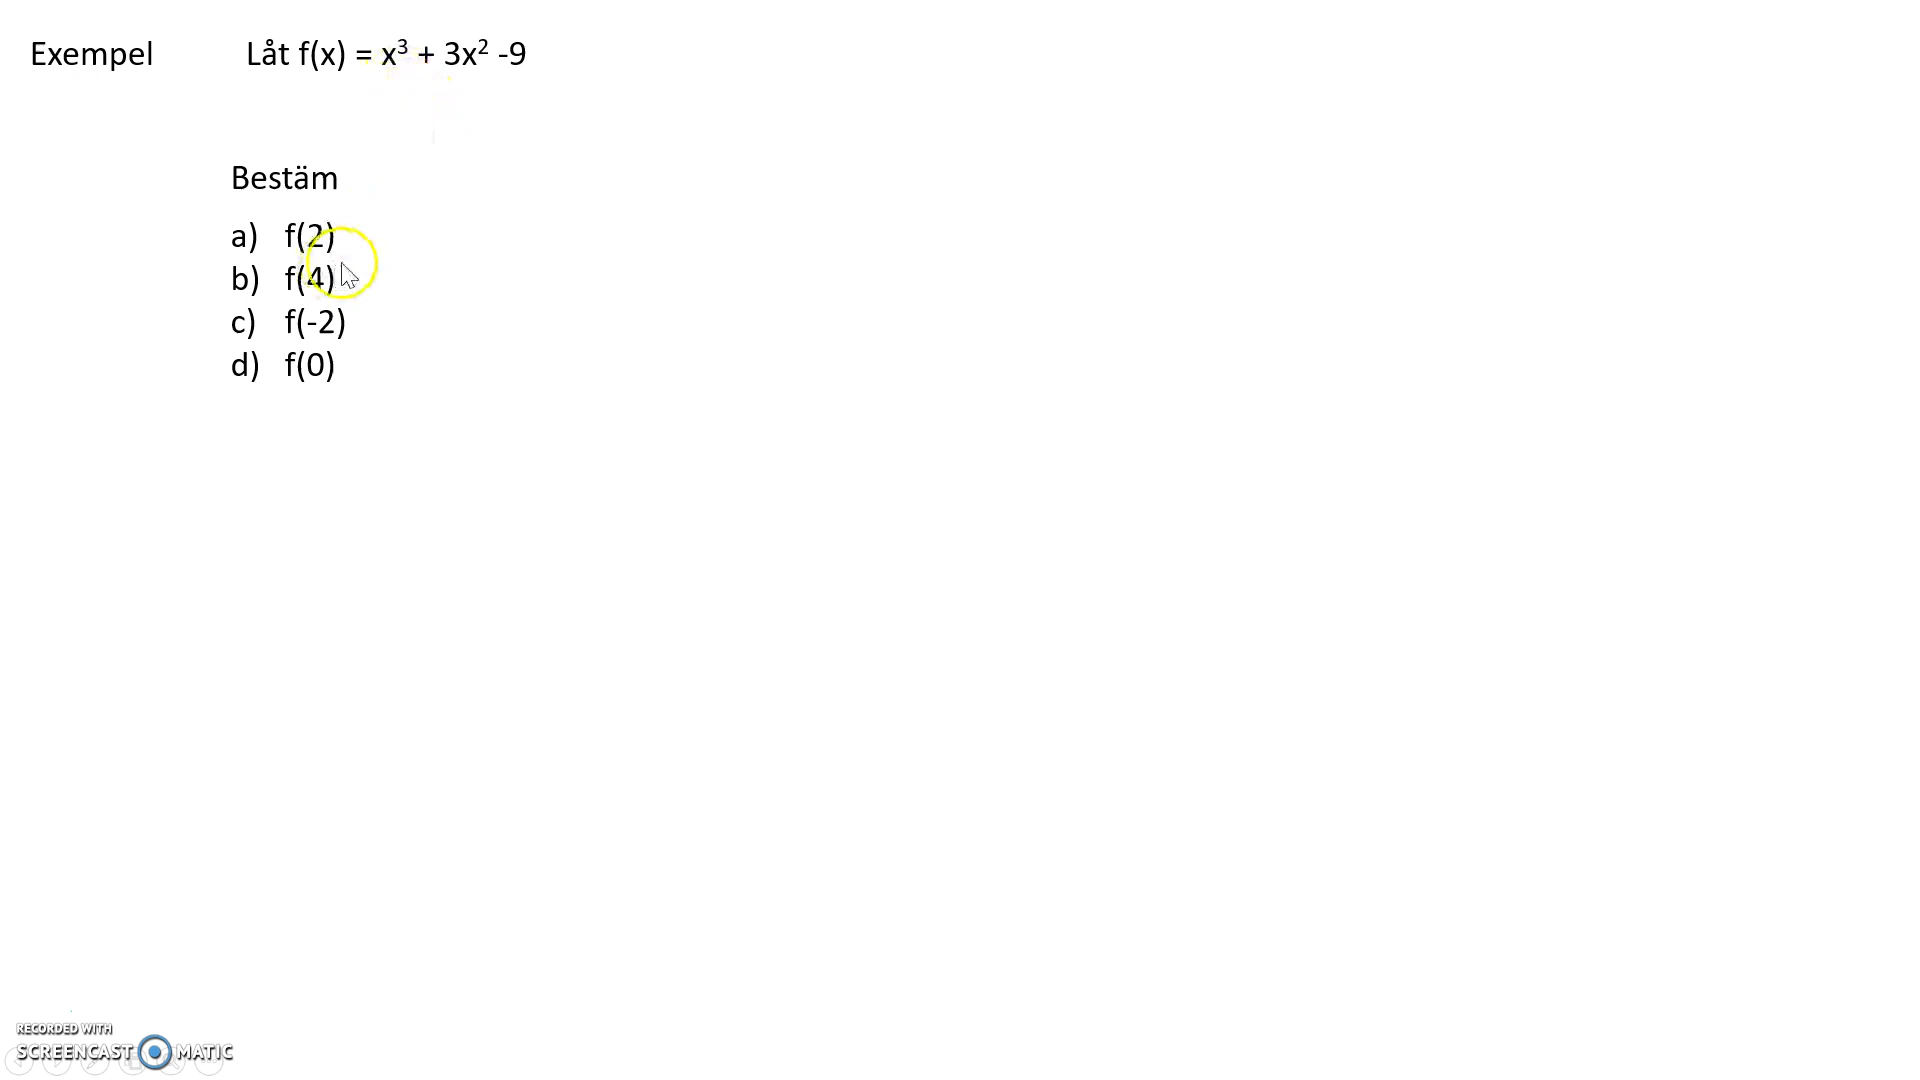 Exempel Låt f(x) = x³ + 3x² -9
Bestäm
a) f(2)
b) f(4)
c) f(-2)
d) f(0)
RECORDED WITH
SCREENCAST MATIC